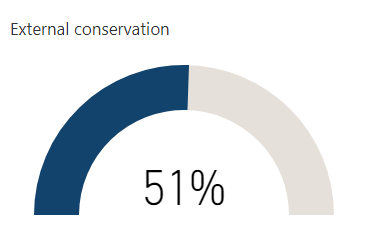 External conservation
51%